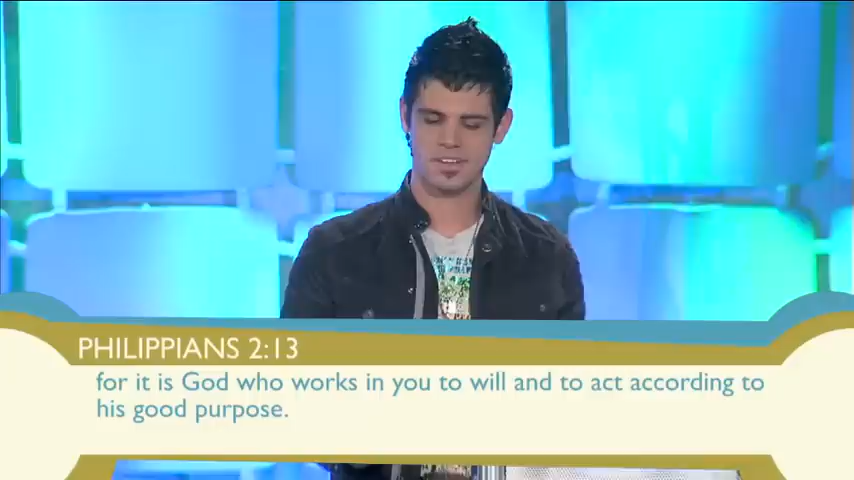 PHILIPPIANS 2:13
for it is God who works in you to will and to act according to
his good purpose.